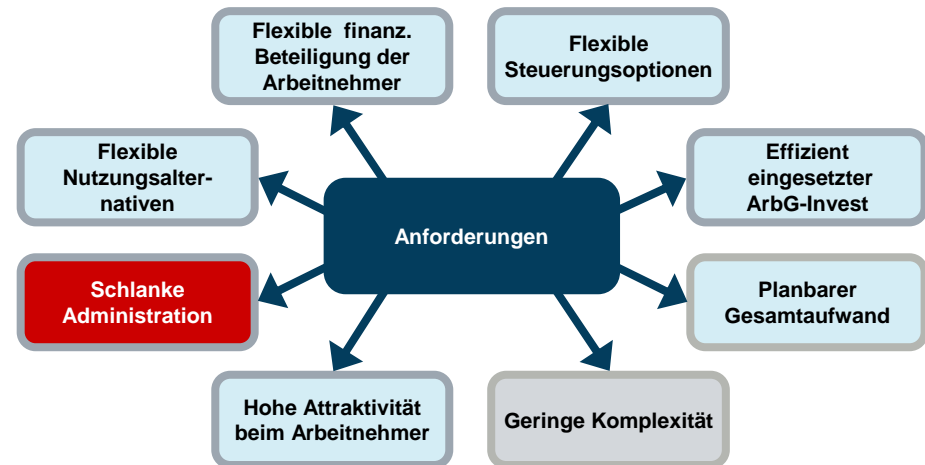 Flexible finanz.
Beteiligung der
Arbeitnehmer
Flexible
Steuerungsoptionen
Flexible
Nutzungsalter-
nativen
Effizient
eingesetzter
ArbG-Invest
Anforderungen
Schlanke
Administration
Planbarer
Gesamtaufwand
Hohe Attraktivität
beim Arbeitnehmer
Geringe Komplexität